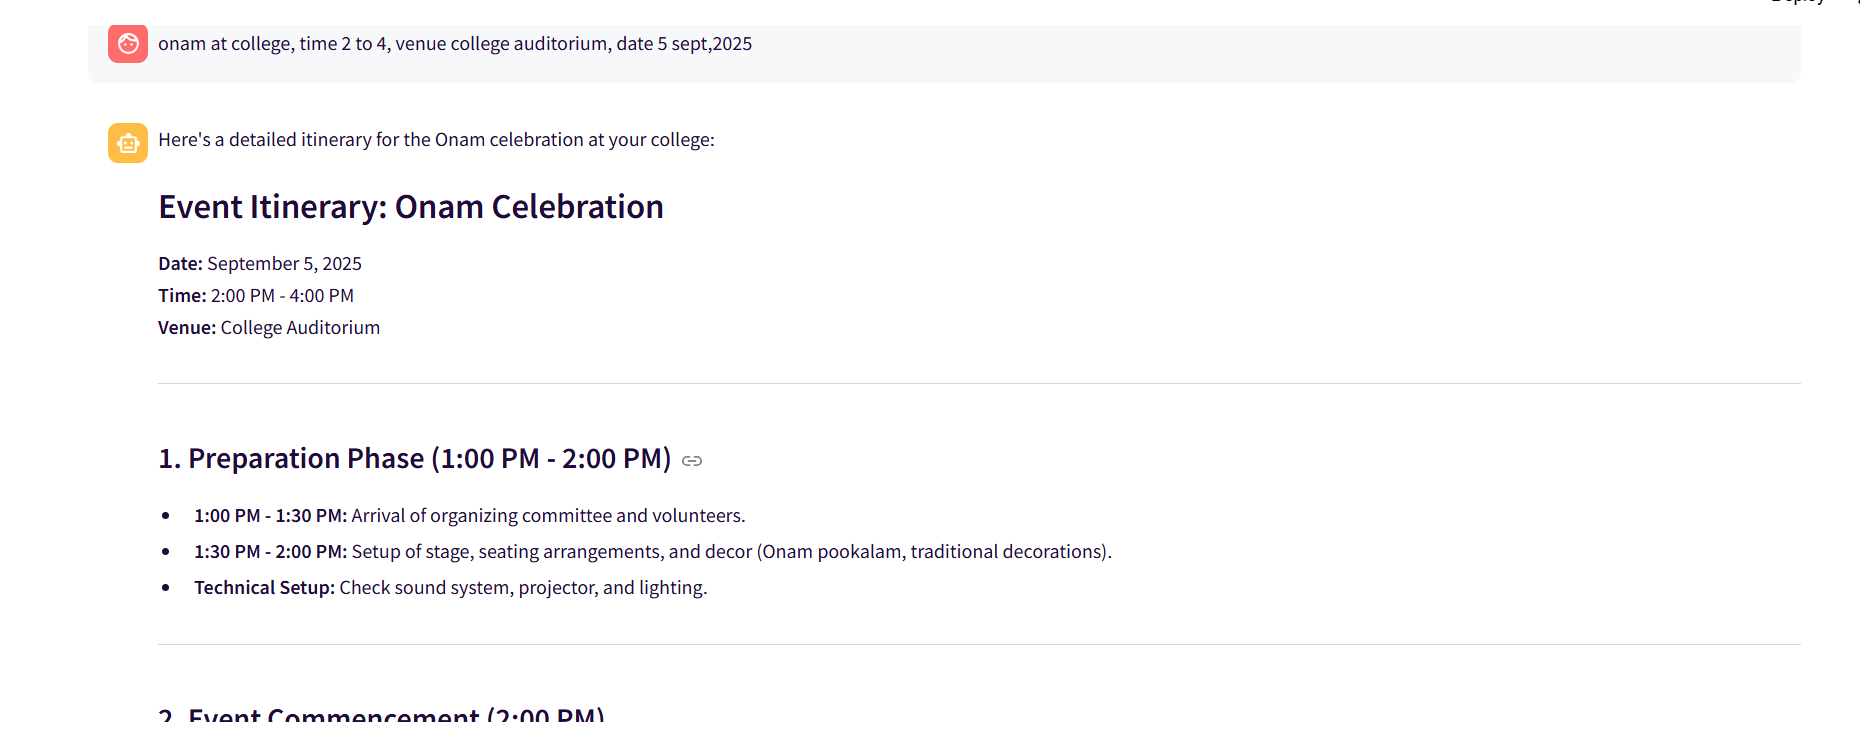 Deploy
onam at college, time 2 to 4, venue college auditorium, date 5 sept,2025
Here's a detailed itinerary for the Onam celebration at your college:
Event Itinerary: Onam Celebration
Date: September 5, 2025
Time: 2:00 PM - 4:00 PM
Venue: College Auditorium
1. Preparation Phase (1:00 PM - 2:00 PM)
• 1:00 PM - 1:30 PM: Arrival of organizing committee and volunteers.
• 1:30 PM - 2:00 PM: Setup of stage, seating arrangements, and decor (Onam pookalam, traditional decorations).
• Technical Setup: Check sound system, projector, and lighting.
2. Event Commencement (2:00 PM)